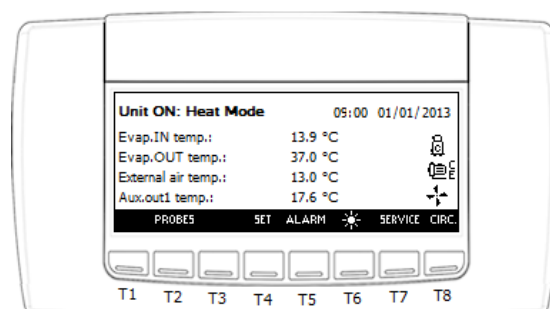 Unit ON: Heat Mode 09:00 01/01/2013
Evap.IN temp.: 13.9 °C
Evap.OUT temp.: 37.0 °C
External air temp.: 13.0 °C
Aux.out1 temp.: 17.6 °C
PROBES SET ALARM SERVICE CIRC.
T1 T2 T3 T4 T5 T6 T7 T8